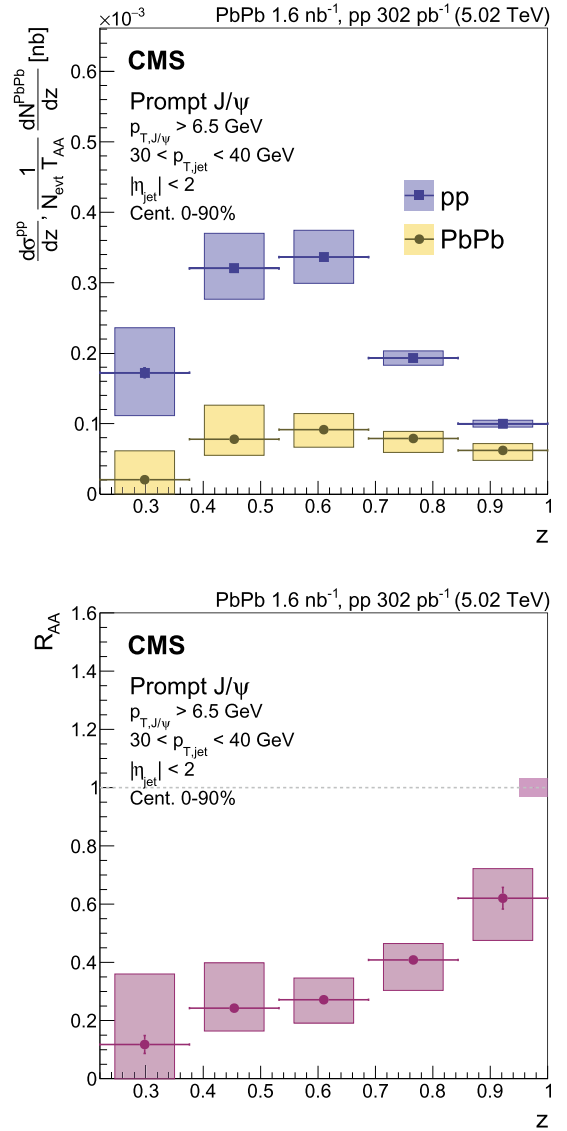 ×10⁻³
PbPb 1.6 nb⁻¹, pp 302 pb⁻¹ (5.02 TeV)
dσᵖᵖ/dz, 1/(N_evt T_AA) dNᴾᵇᴾᵇ/dz [nb]
CMS
Prompt J/ψ
p_T,J/ψ > 6.5 GeV
30 < p_T,jet < 40 GeV
|η_jet| < 2
Cent. 0-90%
pp
PbPb
0.6
0.5
0.4
0.3
0.2
0.1
0
0.3 0.4 0.5 0.6 0.7 0.8 0.9 1
z
PbPb 1.6 nb⁻¹, pp 302 pb⁻¹ (5.02 TeV)
R_AA
CMS
Prompt J/ψ
p_T,J/ψ > 6.5 GeV
30 < p_T,jet < 40 GeV
|η_jet| < 2
Cent. 0-90%
1.6
1.4
1.2
1
0.8
0.6
0.4
0.2
0
0.3 0.4 0.5 0.6 0.7 0.8 0.9 1
z